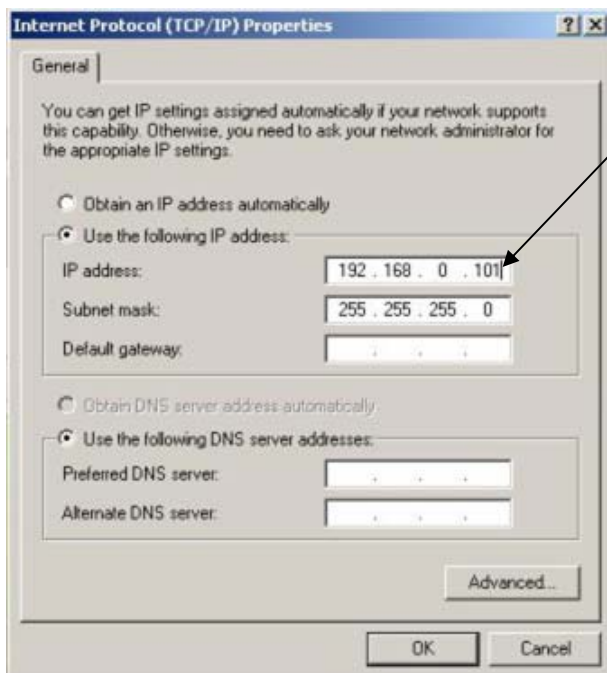 Internet Protocol (TCP/IP) Properties
General
You can get IP settings assigned automatically if your network supports
this capability. Otherwise, you need to ask your network administrator for
the appropriate IP settings.
Obtain an IP address automatically
Use the following IP address:
IP address: 192 . 168 . 0 . 101
Subnet mask: 255 . 255 . 255 . 0
Default gateway: . . .
Obtain DNS server address automatically
Use the following DNS server addresses:
Preferred DNS server: . . .
Alternate DNS server: . . .
Advanced...
OK Cancel